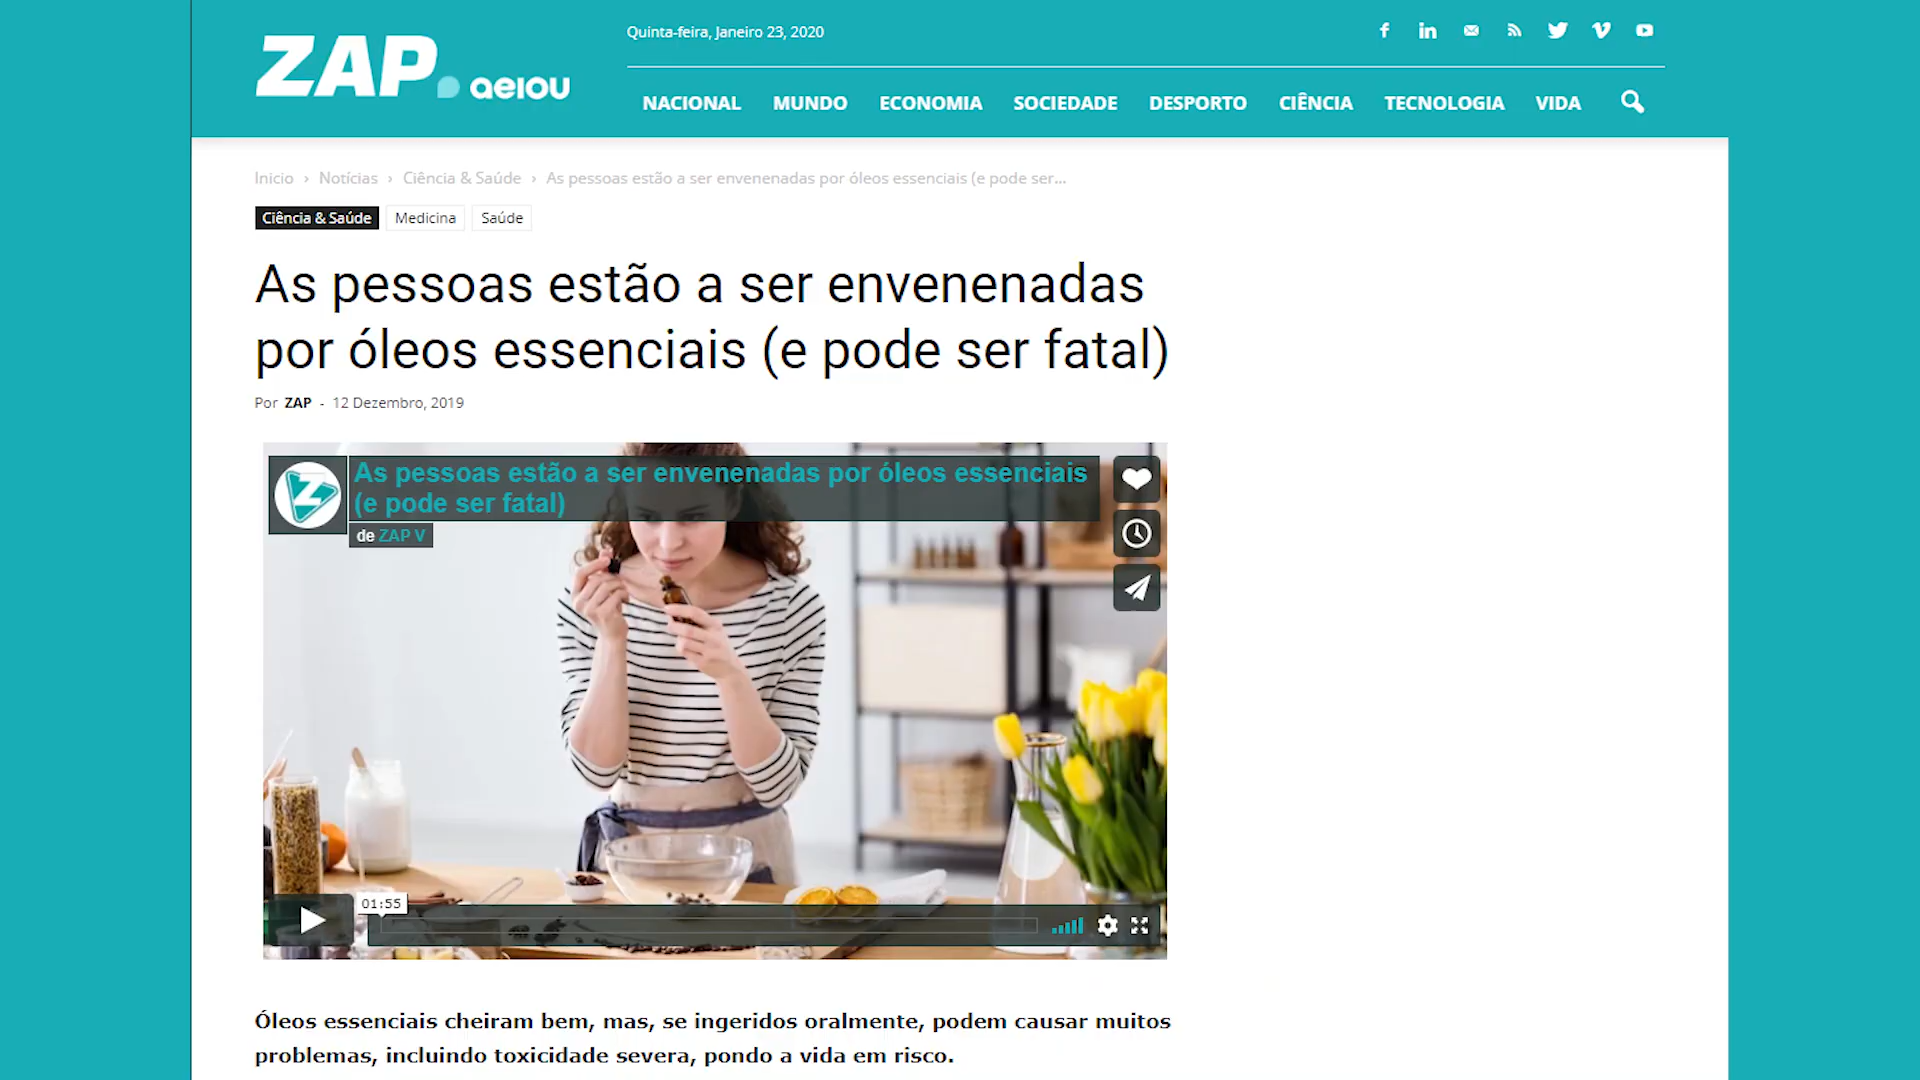 ZAP.aeiou
Quinta-feira, Janeiro 23, 2020
NACIONAL MUNDO ECONOMIA SOCIEDADE DESPORTO CIÊNCIA TECNOLOGIA VIDA
Inicio › Notícias › Ciência & Saúde › As pessoas estão a ser envenenadas por óleos essenciais (e pode ser...
Ciência & Saúde Medicina Saúde
As pessoas estão a ser envenenadas
por óleos essenciais (e pode ser fatal)
Por ZAP - 12 Dezembro, 2019
As pessoas estão a ser envenenadas por óleos essenciais
(e pode ser fatal)
de ZAP V
01:55
Óleos essenciais cheiram bem, mas, se ingeridos oralmente, podem causar muitos
problemas, incluindo toxicidade severa, pondo a vida em risco.